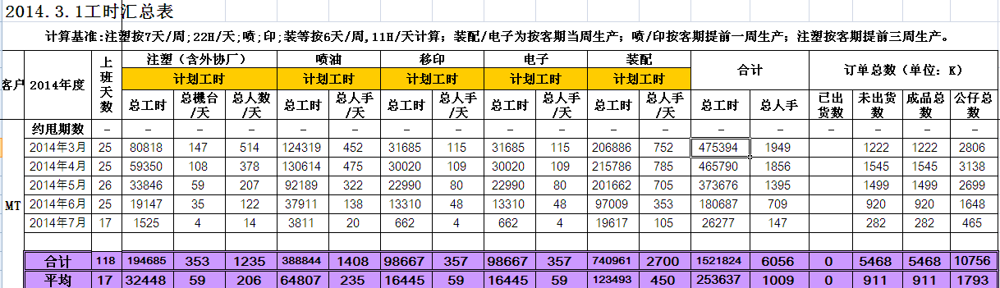 2014.3.1工时汇总表
计算基准:注塑按7天/周;22H/天;喷;印;装等按6天/周,11H/天计算；装配/电子为按客期当周生产；喷/印按客期提前一周生产；注塑按客期提前三周生产。
客户 2014年度 上班天数 注塑（含外协厂） 喷油 移印 电子 装配 合计 订单总数（单位：K）
计划工时 计划工时 计划工时 计划工时 计划工时
总工时 总機台/天 总人数/天 总工时 总人手/天 总工时 总人手/天 总工时 总人手/天 总工时 总人手/天 总工时 总人手 已出货数 未出货数 成品总数 公仔总数
约甩期数 – – – – – – – – – – – – – – – – – –
2014年3月 25 80818 147 514 124319 452 31685 115 31685 115 206886 752 475394 1949 1222 1222 2806
2014年4月 25 59350 108 378 130614 475 30020 109 30020 109 215786 785 465790 1856 1545 1545 3138
2014年5月 26 33846 59 207 92189 322 22990 80 22990 80 201662 705 373676 1395 1499 1499 2699
MT 2014年6月 25 19147 35 122 37911 138 13310 48 13310 48 97009 353 180687 709 920 920 1648
2014年7月 17 1525 4 14 3811 20 662 4 662 4 19617 105 26277 147 282 282 465
合计 118 194685 353 1235 388844 1408 98667 357 98667 357 740961 2700 1521824 6056 0 5468 5468 10756
平均 17 32448 59 206 64807 235 16445 59 16445 59 123493 450 253637 1009 0 911 911 1793